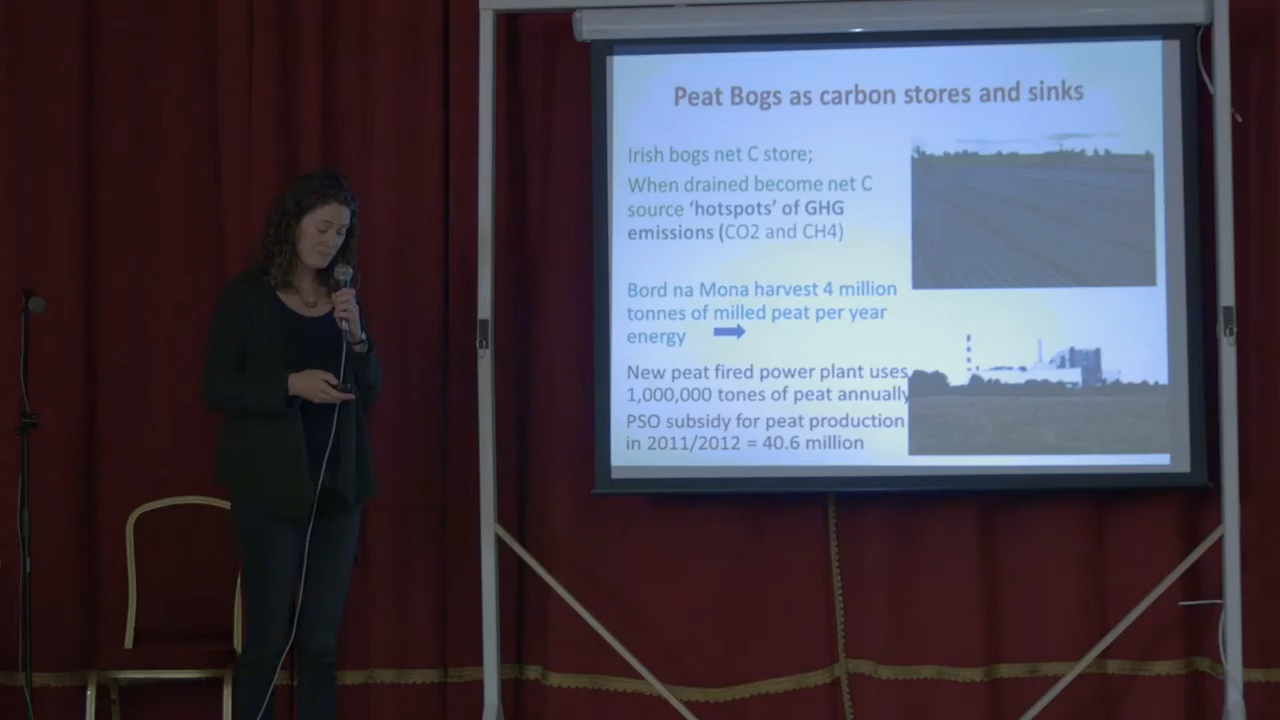 Peat Bogs as carbon stores and sinks
Irish bogs net C store;
When drained become net C
source ‘hotspots’ of GHG
emissions (CO2 and CH4)
Bord na Mona harvest 4 million
tonnes of milled peat per year
energy
New peat fired power plant uses
1,000,000 tones of peat annually
PSO subsidy for peat production
in 2011/2012 = 40.6 million